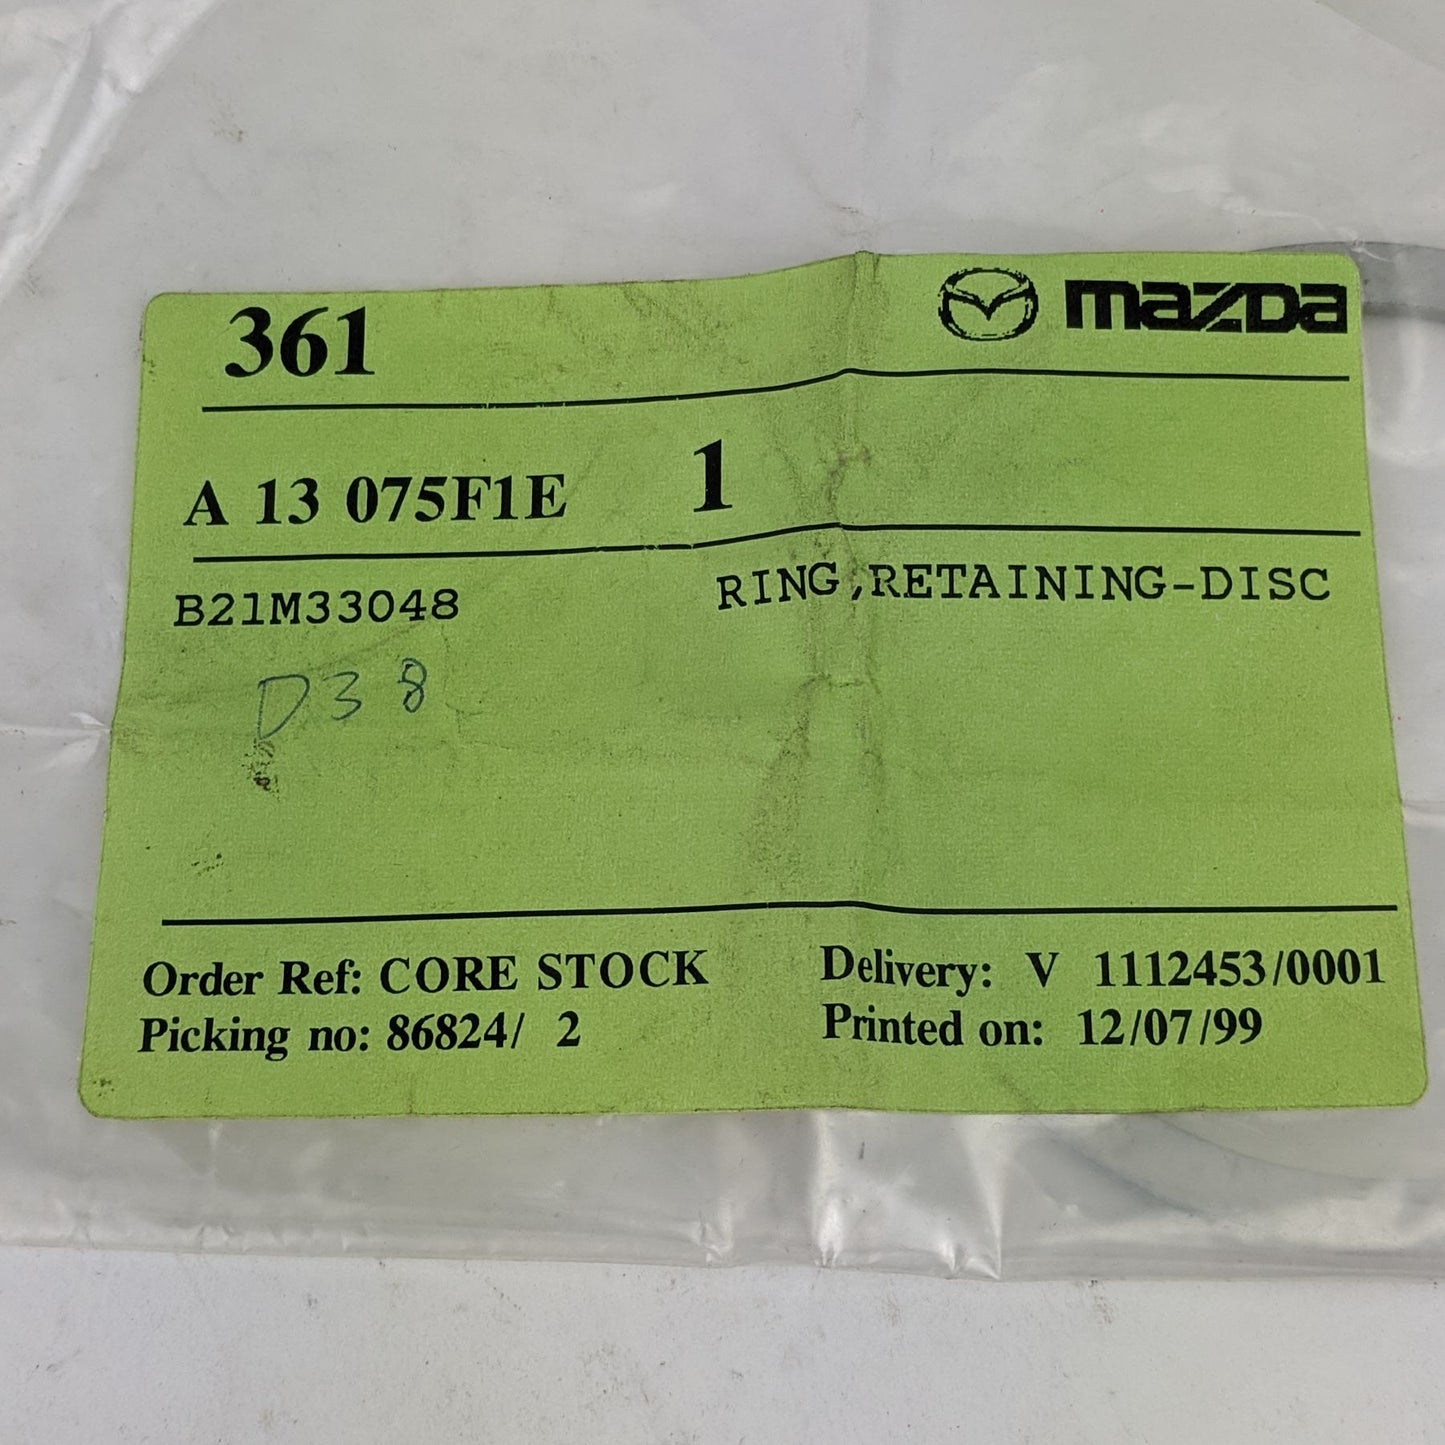 361 mazda
A 13 075F1E 1
B21M33048 RING,RETAINING-DISC
D38
Order Ref: CORE STOCK Delivery: V 1112453/0001
Picking no: 86824/ 2 Printed on: 12/07/99